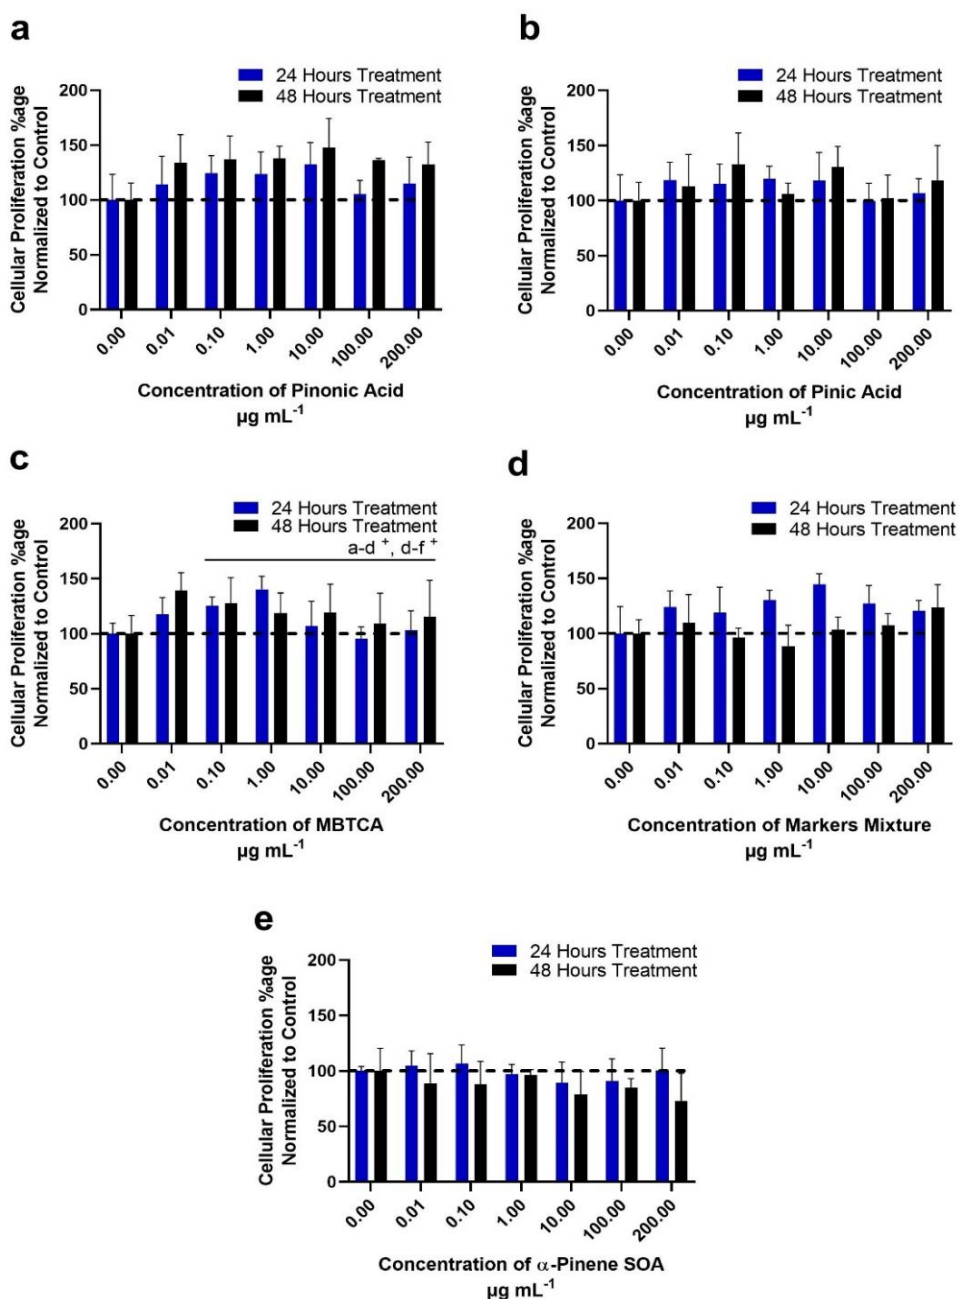 a
24 Hours Treatment
48 Hours Treatment
Cellular Proliferation %age
Normalized to Control
200
150
100
50
0
0.00 0.01 0.10 1.00 10.00 100.00 200.00
Concentration of Pinonic Acid
µg mL⁻¹
b
24 Hours Treatment
48 Hours Treatment
Cellular Proliferation %age
Normalized to Control
200
150
100
50
0
0.00 0.01 0.10 1.00 10.00 100.00 200.00
Concentration of Pinic Acid
µg mL⁻¹
c
24 Hours Treatment
48 Hours Treatment
a-d ⁺, d-f ⁺
Cellular Proliferation %age
Normalized to Control
200
150
100
50
0
0.00 0.01 0.10 1.00 10.00 100.00 200.00
Concentration of MBTCA
µg mL⁻¹
d
24 Hours Treatment
48 Hours Treatment
Cellular Proliferation %age
Normalized to Control
200
150
100
50
0
0.00 0.01 0.10 1.00 10.00 100.00 200.00
Concentration of Markers Mixture
µg mL⁻¹
e
24 Hours Treatment
48 Hours Treatment
Cellular Proliferation %age
Normalized to Control
200
150
100
50
0
0.00 0.01 0.10 1.00 10.00 100.00 200.00
Concentration of α-Pinene SOA
µg mL⁻¹